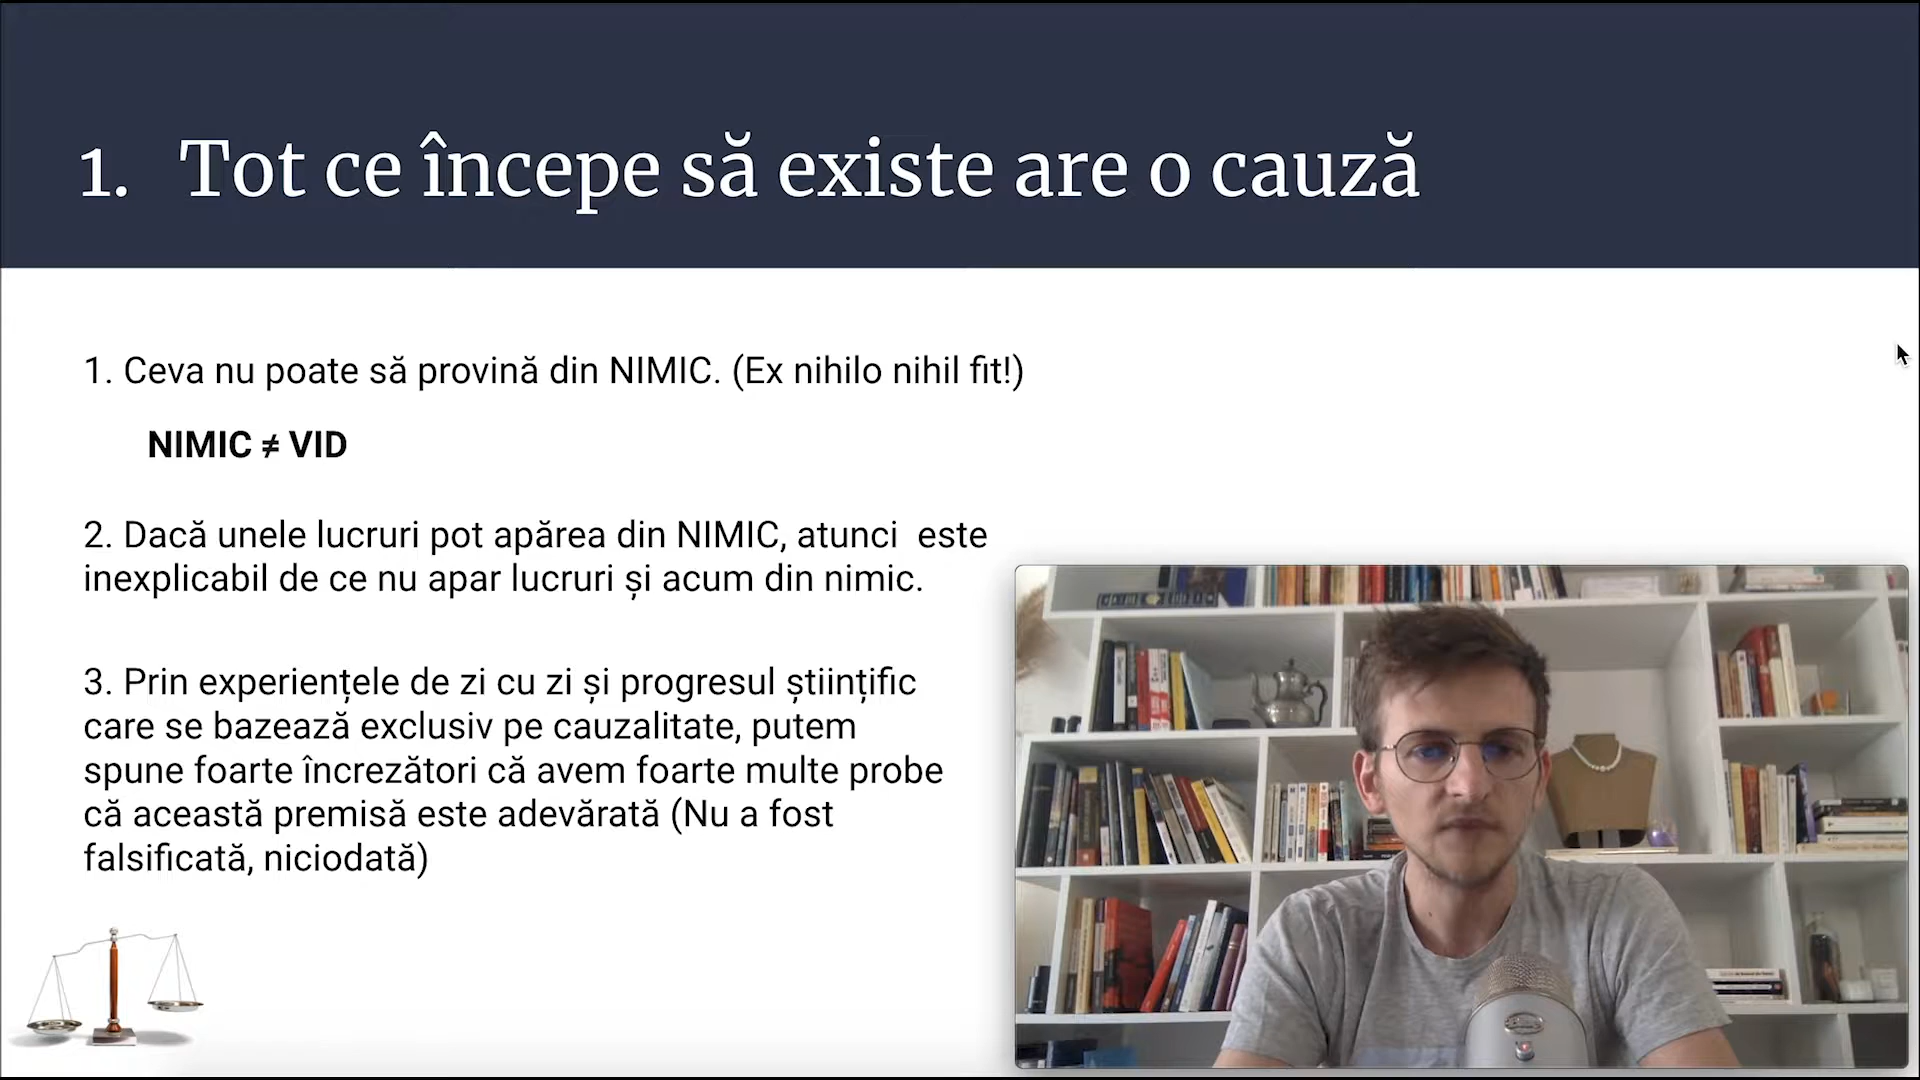 1. Tot ce începe să existe are o cauză
1. Ceva nu poate să provină din NIMIC. (Ex nihilo nihil fit!)
NIMIC ≠ VID
2. Dacă unele lucruri pot apărea din NIMIC, atunci este
inexplicabil de ce nu apar lucruri și acum din nimic.
3. Prin experiențele de zi cu zi și progresul științific
care se bazează exclusiv pe cauzalitate, putem
spune foarte încrezători că avem foarte multe probe
că această premisă este adevărată (Nu a fost
falsificată, niciodată)